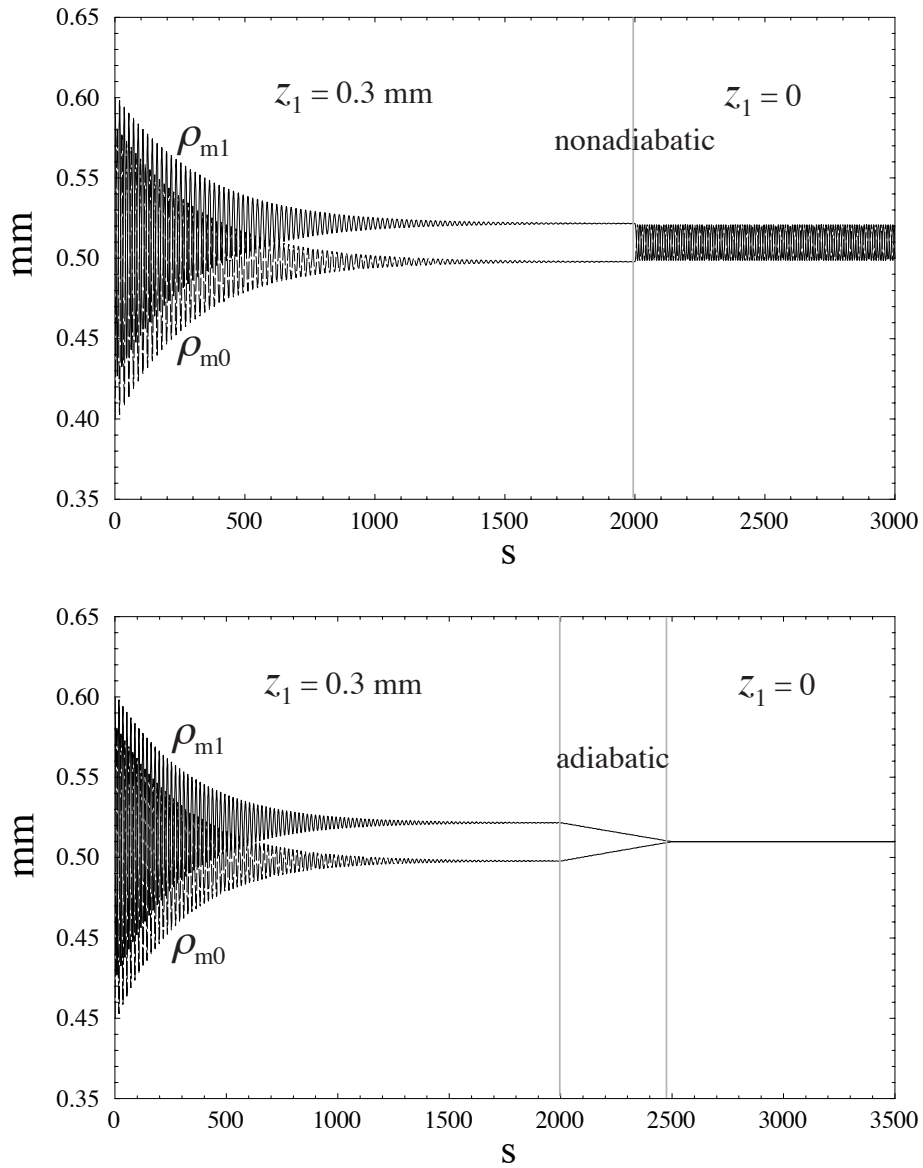 0.65
z₁ = 0.3 mm
z₁ = 0
0.60
ρm1
nonadiabatic
0.55
mm
0.50
0.45
ρm0
0.40
0.35
0 500 1000 1500 2000 2500 3000
s
0.65
z₁ = 0.3 mm
z₁ = 0
0.60
ρm1
adiabatic
0.55
mm
0.50
0.45
ρm0
0.45
0.35
0 500 1000 1500 2000 2500 3000 3500
s